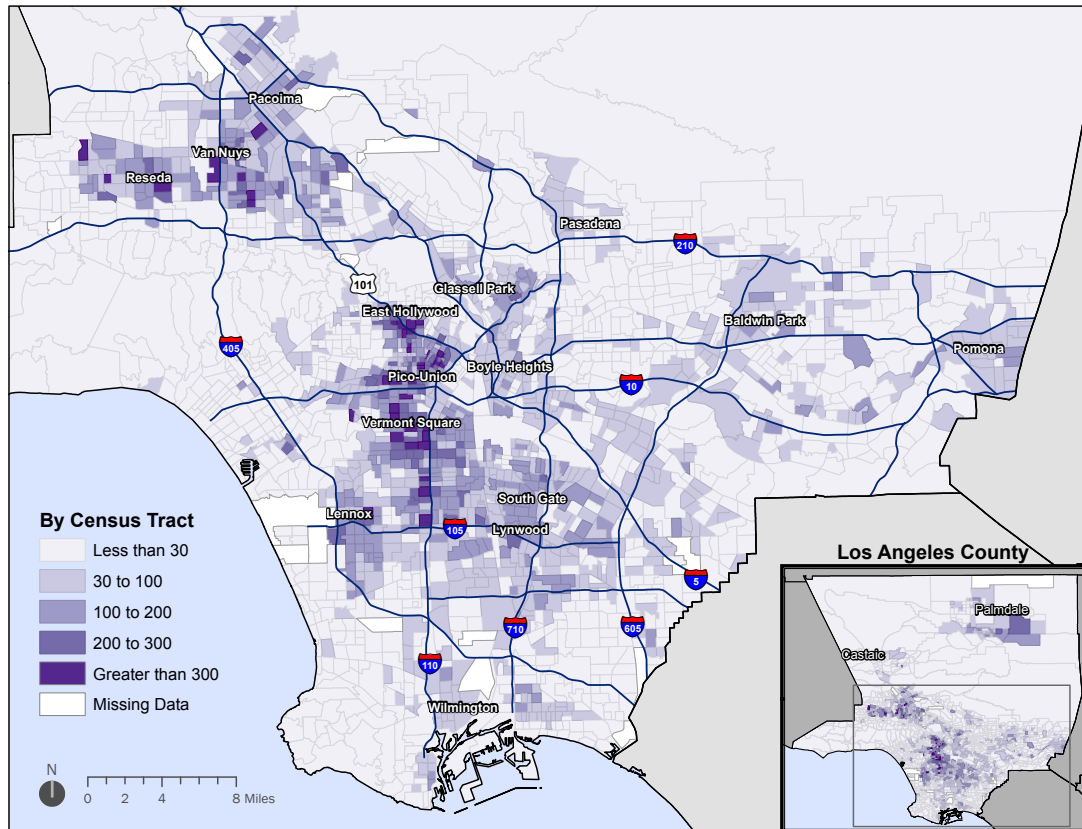 Pacoima
Van Nuys
Reseda
Pasadena
210
Glassell Park
101
East Hollywood
Baldwin Park
405
Pomona
Boyle Heights
Pico-Union
10
Vermont Square
South Gate
Lennox
105
Lynwood
5
710
605
110
Wilmington
By Census Tract
Less than 30
30 to 100
100 to 200
200 to 300
Greater than 300
Missing Data
N
0 2 4 8 Miles
Los Angeles County
Palmdale
Castaic